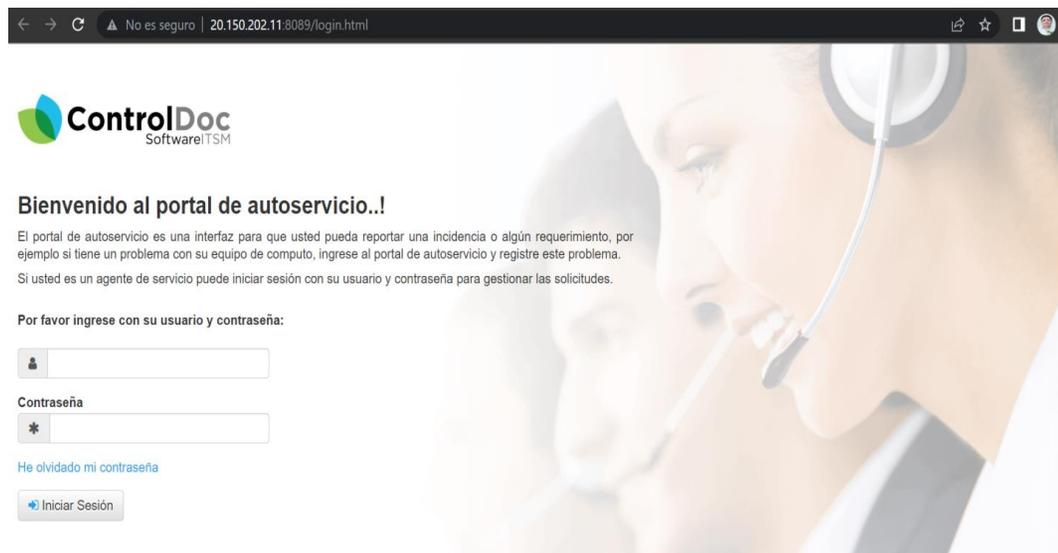 No es seguro | 20.150.202.11:8089/login.html
ControlDoc
SoftwareITSM
Bienvenido al portal de autoservicio..!
El portal de autoservicio es una interfaz para que usted pueda reportar una incidencia o algún requerimiento, por
ejemplo si tiene un problema con su equipo de computo, ingrese al portal de autoservicio y registre este problema.
Si usted es un agente de servicio puede iniciar sesión con su usuario y contraseña para gestionar las solicitudes.
Por favor ingrese con su usuario y contraseña:
Contraseña
He olvidado mi contraseña
Iniciar Sesión